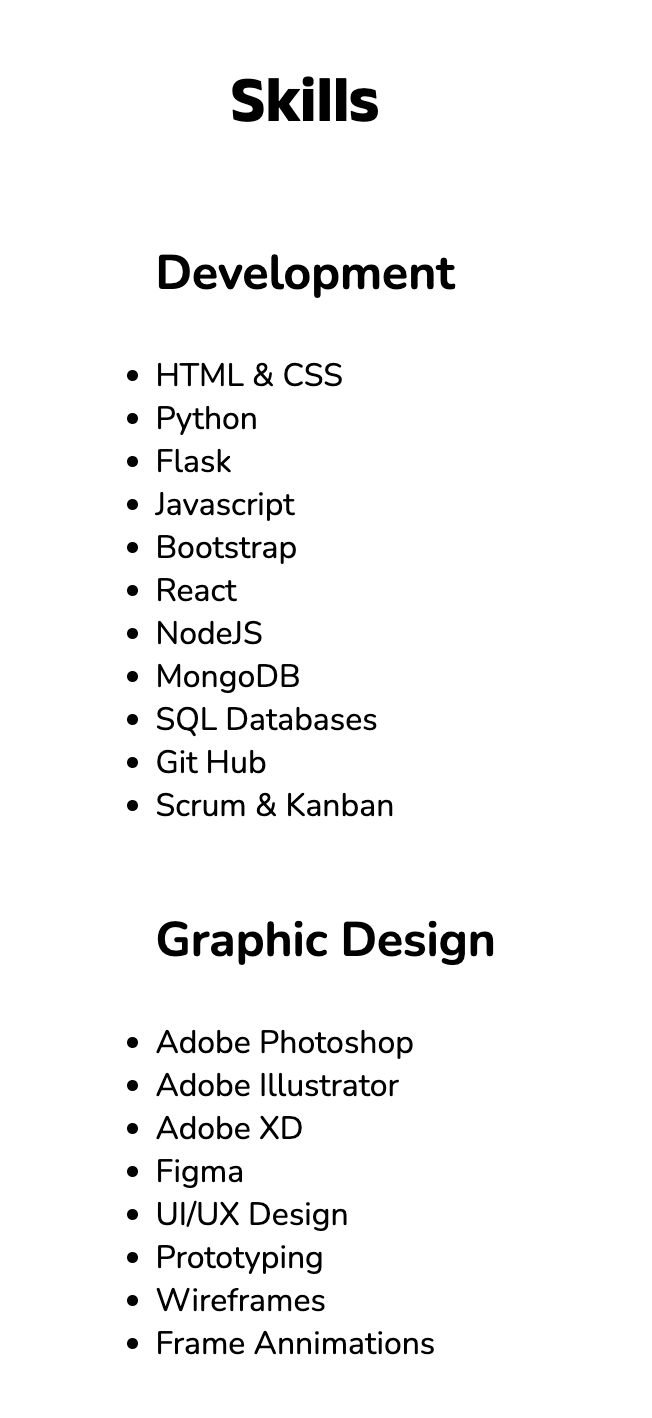 Skills
Development
HTML & CSS
Python
Flask
Javascript
Bootstrap
React
NodeJS
MongoDB
SQL Databases
Git Hub
Scrum & Kanban
Graphic Design
Adobe Photoshop
Adobe Illustrator
Adobe XD
Figma
UI/UX Design
Prototyping
Wireframes
Frame Annimations